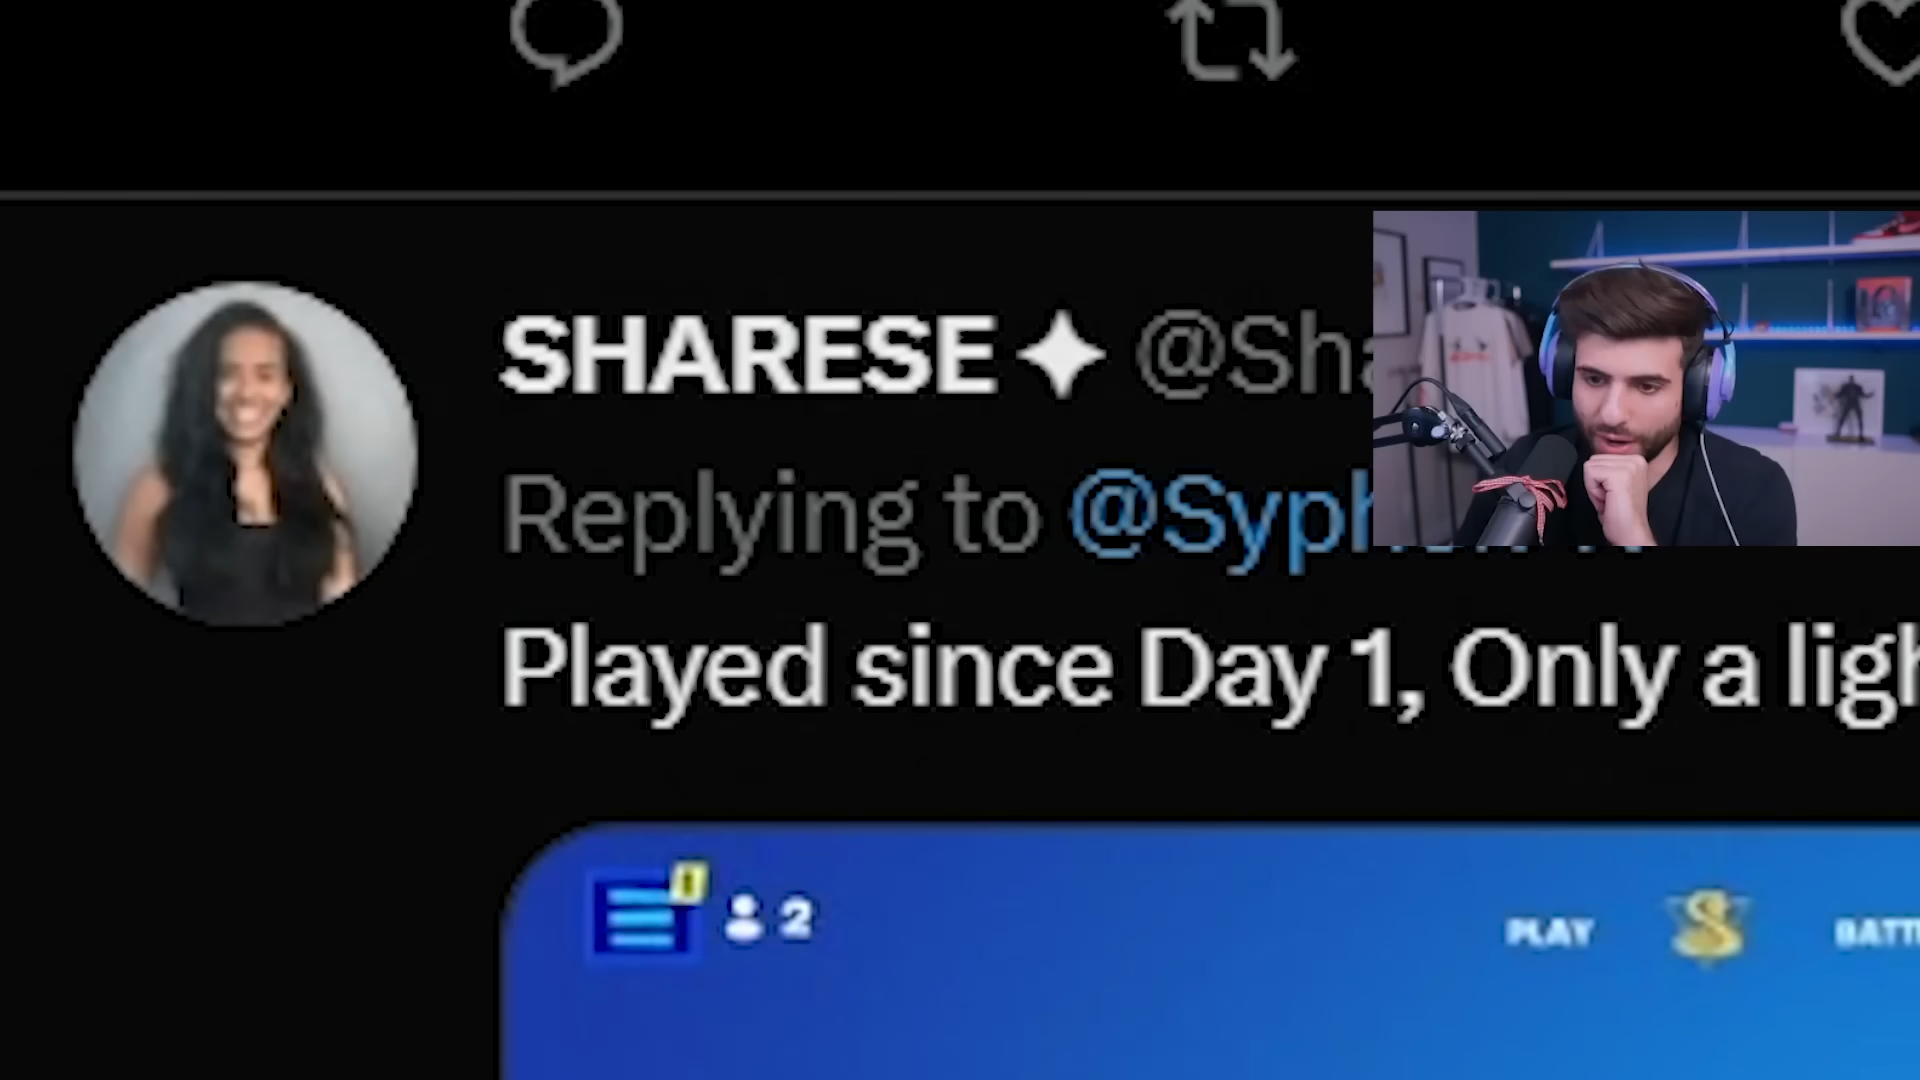 SHARESE ✦ @Sha
Replying to @Syph
Played since Day 1, Only a ligh
! 2
PLAY S BATT